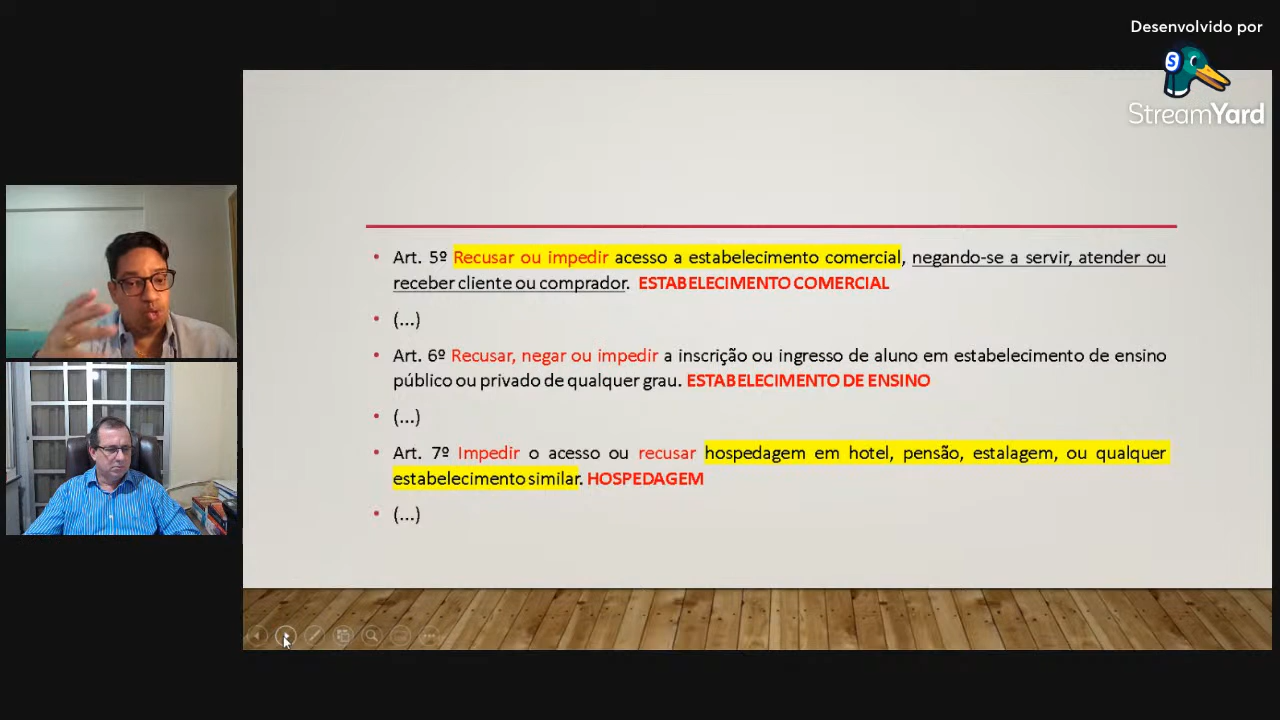 Desenvolvido por
StreamYard
• Art. 5º Recusar ou impedir acesso a estabelecimento comercial, negando-se a servir, atender ou
receber cliente ou comprador. ESTABELECIMENTO COMERCIAL
• (...)
• Art. 6º Recusar, negar ou impedir a inscrição ou ingresso de aluno em estabelecimento de ensino
público ou privado de qualquer grau. ESTABELECIMENTO DE ENSINO
• (...)
• Art. 7º Impedir o acesso ou recusar hospedagem em hotel, pensão, estalagem, ou qualquer
estabelecimento similar. HOSPEDAGEM
• (...)